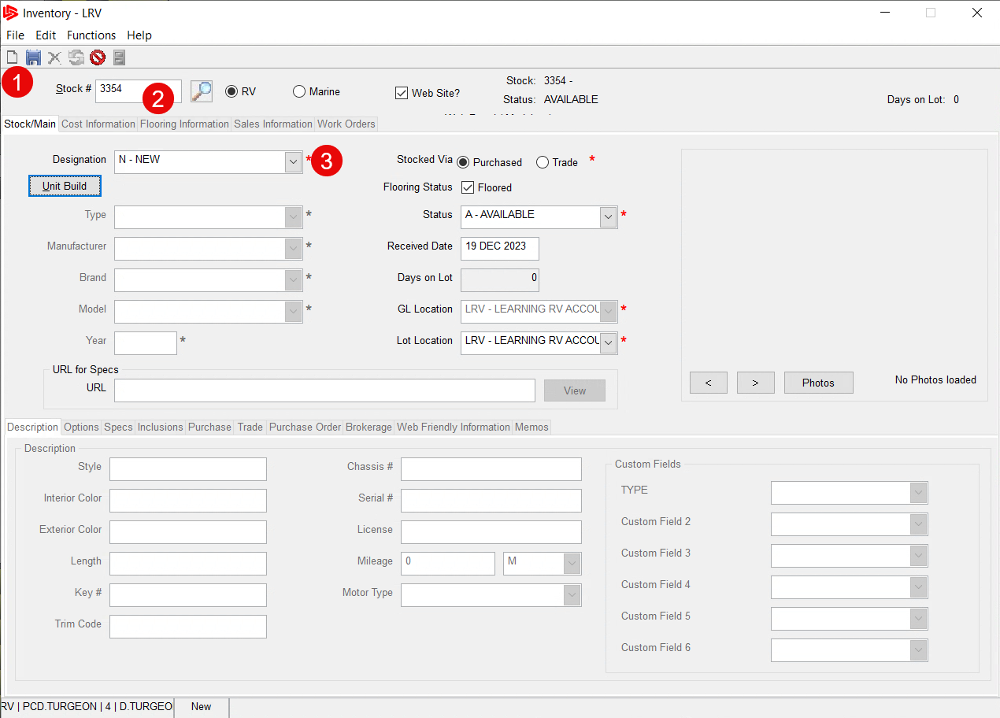 Inventory - LRV
File Edit Functions Help
1
Stock # 3354 2 RV Marine Web Site? Stock: 3354 -
Status: AVAILABLE Days on Lot: 0
Stock/Main Cost Information Flooring Information Sales Information Work Orders
Designation N - NEW * 3 Stocked Via Purchased Trade *
Unit Build Flooring Status Floored
Type * Status A - AVAILABLE *
Manufacturer * Received Date 19 DEC 2023
Brand * Days on Lot 0
Model * GL Location LRV - LEARNING RV ACCOU *
Year * Lot Location LRV - LEARNING RV ACCOU *
URL for Specs
URL View
< > Photos No Photos loaded
Description Options Specs Inclusions Purchase Trade Purchase Order Brokerage Web Friendly Information Memos
Description
Style Chassis # Custom Fields
Interior Color Serial # TYPE
Exterior Color License Custom Field 2
Length Mileage 0 M Custom Field 3
Key # Motor Type Custom Field 4
Trim Code Custom Field 5
Custom Field 6
RV | PCD.TURGEON | 4 | D.TURGEO New